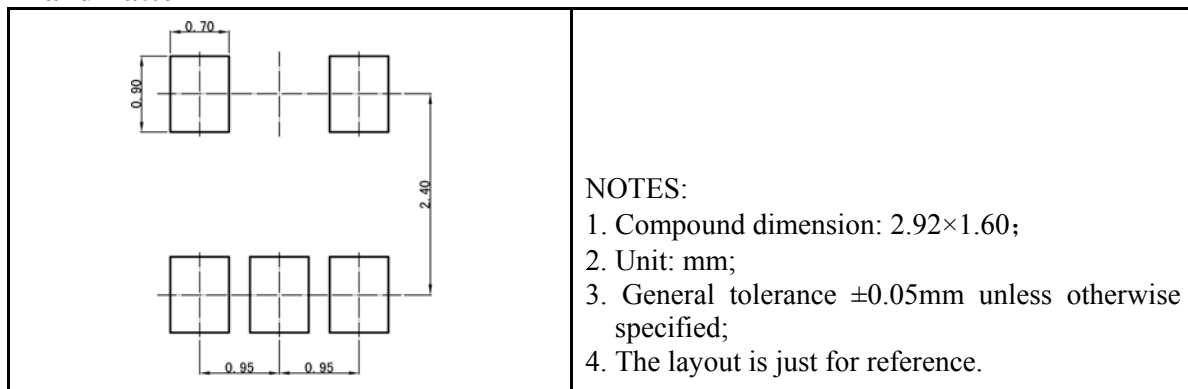 0.70
0.90
2.40
0.95 0.95
NOTES:
1. Compound dimension: 2.92×1.60；
2. Unit: mm;
3. General tolerance ±0.05mm unless otherwise
specified;
4. The layout is just for reference.